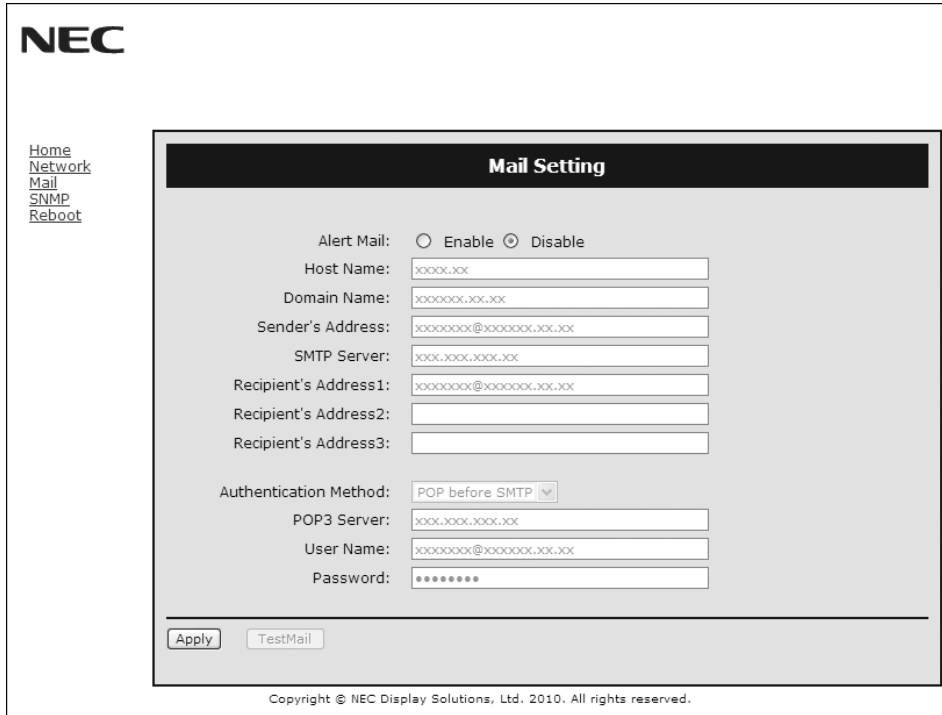 NEC
Home
Network
Mail
SNMP
Reboot
Mail Setting
Alert Mail: Enable Disable
Host Name: xxxx.xx
Domain Name: xxxxxx.xx.xx
Sender's Address: xxxxxxx@xxxxxx.xx.xx
SMTP Server: xxx.xxx.xxx.xx
Recipient's Address1: xxxxxxx@xxxxxx.xx.xx
Recipient's Address2:
Recipient's Address3:
Authentication Method: POP before SMTP
POP3 Server: xxx.xxx.xxx.xx
User Name: xxxxxxx@xxxxxx.xx.xx
Password: ●●●●●●●●
Apply TestMail
Copyright © NEC Display Solutions, Ltd. 2010. All rights reserved.